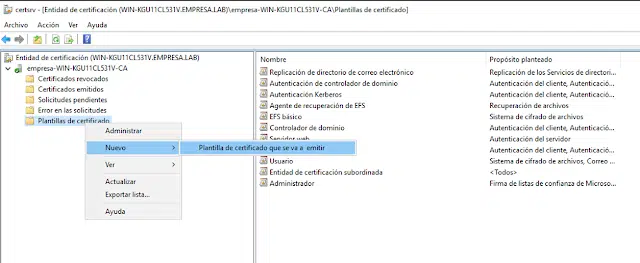 certsrv - [Entidad de certificación (WIN-KGU11CL531V.EMPRESA.LAB)\empresa-WIN-KGU11CL531V-CA\Plantillas de certificado]
Archivo Acción Ver Ayuda
Entidad de certificación (WIN-KGU11CL531V.EMPRESA.LAB)
empresa-WIN-KGU11CL531V-CA
Certificados revocados
Certificados emitidos
Solicitudes pendientes
Error en las solicitudes
Plantillas de certificado
Administrar
Nuevo
Plantilla de certificado que se va a emitir
Ver
Actualizar
Exportar lista...
Ayuda
Nombre Propósito planteado
Replicación de directorio de correo electrónico Replicación de los Servicios de directori...
Autenticación de controlador de dominio Autenticación del cliente, Autenticación ...
Autenticación Kerberos Autenticación del cliente, Autenticación ...
Agente de recuperación de EFS Recuperación de archivos
EFS básico Sistema de cifrado de archivos
Controlador de dominio Autenticación del cliente, Autenticación ...
Servidor web Autenticación del servidor
Autenticación del cliente, Autenticación ...
Usuario Sistema de cifrado de archivos, Correo ...
Entidad de certificación subordinada <Todos>
Administrador Firma de listas de confianza de Microso...